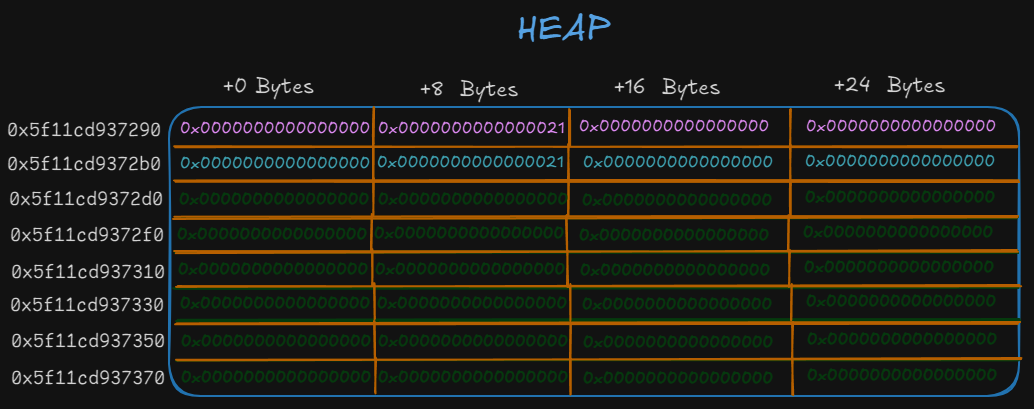 HEAP
+0 Bytes +8 Bytes +16 Bytes +24 Bytes
0x5f11cd937290 0x0000000000000000 0x0000000000000021 0x0000000000000000 0x0000000000000000
0x5f11cd9372b0 0x0000000000000000 0x0000000000000021 0x0000000000000000 0x0000000000000000
0x5f11cd9372d0 0x0000000000000000 0x0000000000000000 0x0000000000000000 0x0000000000000000
0x5f11cd9372f0 0x0000000000000000 0x0000000000000000 0x0000000000000000 0x0000000000000000
0x5f11cd937310 0x0000000000000000 0x0000000000000000 0x0000000000000000 0x0000000000000000
0x5f11cd937330 0x0000000000000000 0x0000000000000000 0x0000000000000000 0x0000000000000000
0x5f11cd937350 0x0000000000000000 0x0000000000000000 0x0000000000000000 0x0000000000000000
0x5f11cd937370 0x0000000000000000 0x0000000000000000 0x0000000000000000 0x0000000000000000